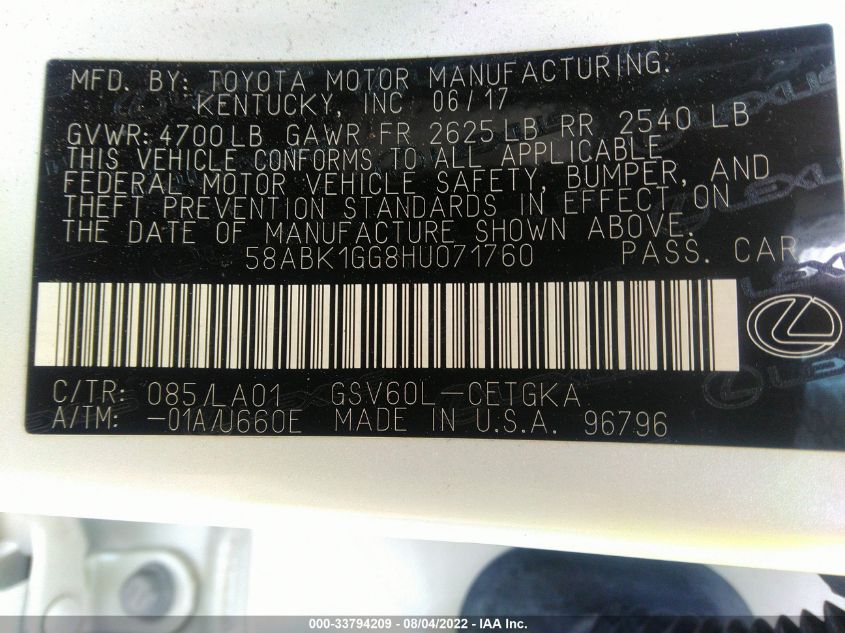 MFD. BY: TOYOTA MOTOR MANUFACTURING.
KENTUCKY, INC 06/17
GVWR: 4700LB GAWR FR 2625 LB RR 2540 LB
THIS VEHICLE CONFORMS TO ALL APPLICABLE
FEDERAL MOTOR VEHICLE SAFETY, BUMPER, AND
THEFT PREVENTION STANDARDS IN EFFECT ON
THE DATE OF MANUFACTURE SHOWN ABOVE.
58ABK1GG8HU071760 PASS. CAR
C/TR: 085/LA01 GSV60L-CETGKA
A/TM: -01A/U660E MADE IN U.S.A. 96796
LEXUS
000-33794209 - 08/04/2022 - IAA Inc.